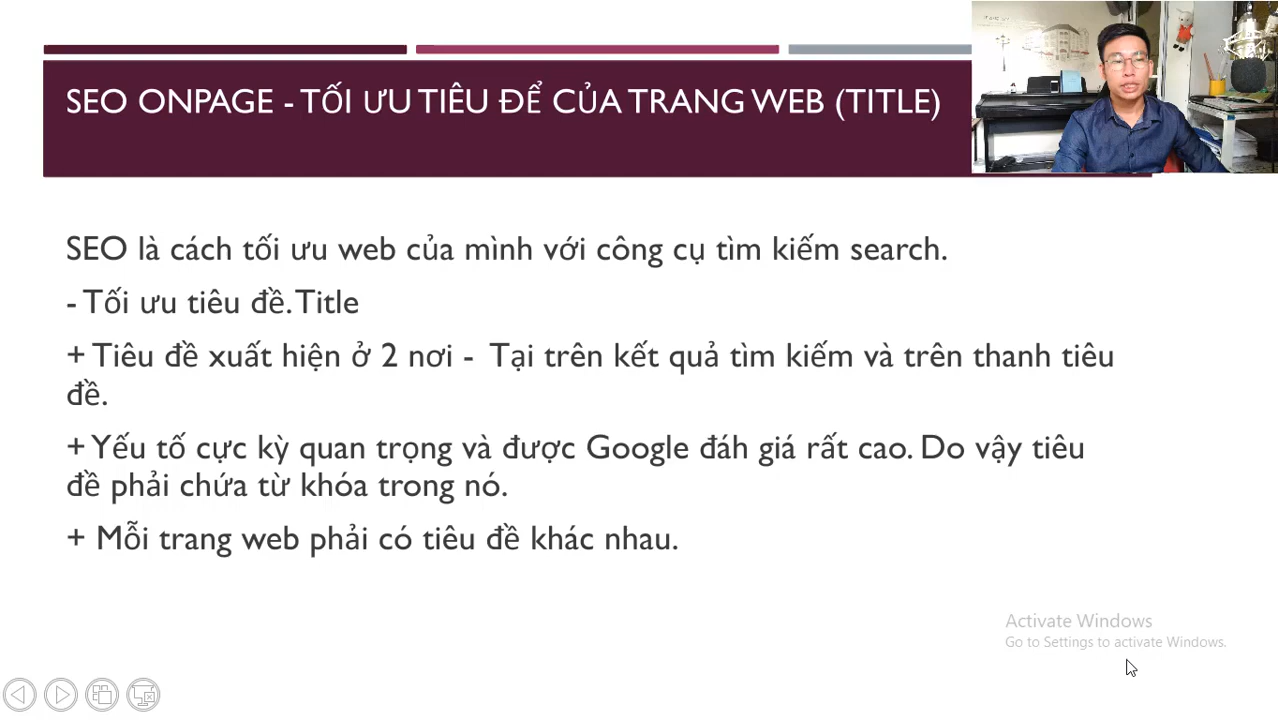 SEO ONPAGE - TỐI ƯU TIÊU ĐỂ CỦA TRANG WEB (TITLE)
SEO là cách tối ưu web của mình với công cụ tìm kiếm search.
- Tối ưu tiêu đề. Title
+ Tiêu đề xuất hiện ở 2 nơi - Tại trên kết quả tìm kiếm và trên thanh tiêu
đề.
+ Yếu tố cực kỳ quan trọng và được Google đáh giá rất cao. Do vậy tiêu
đề phải chứa từ khóa trong nó.
+ Mỗi trang web phải có tiêu đề khác nhau.
Activate Windows
Go to Settings to activate Windows.